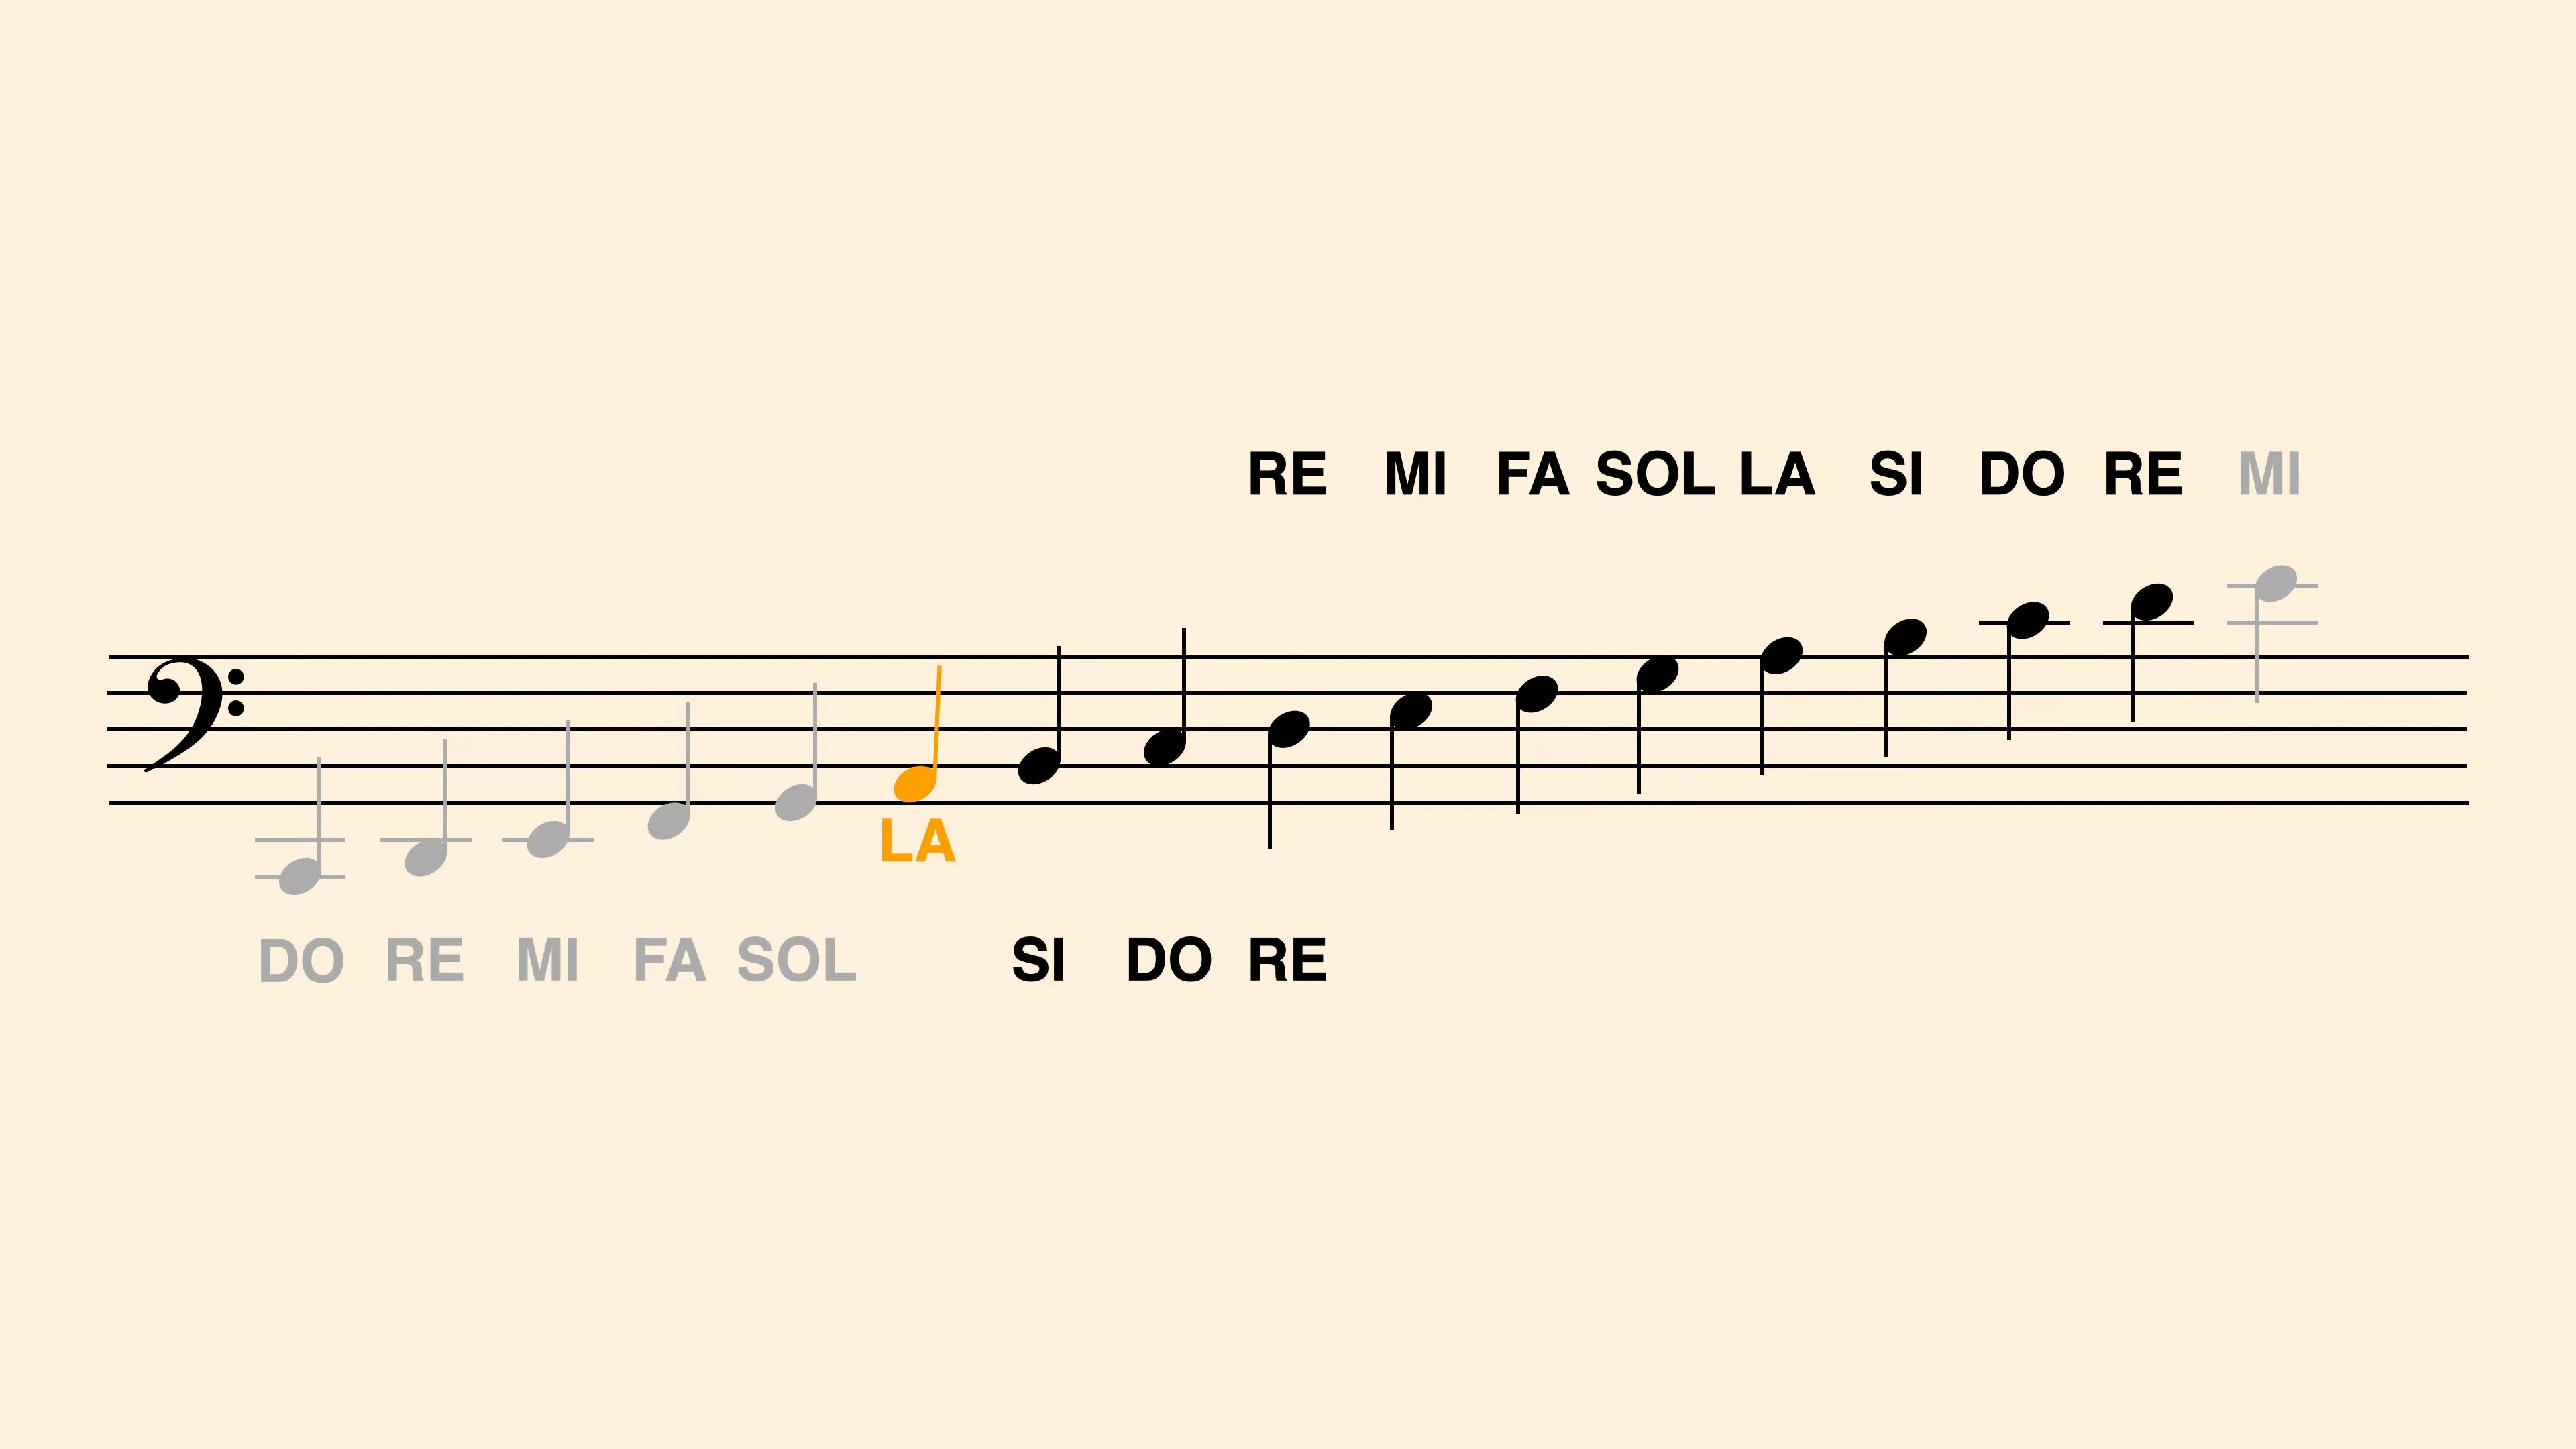 RE MI FA SOL LA SI DO RE MI
LA
DO RE MI FA SOL SI DO RE